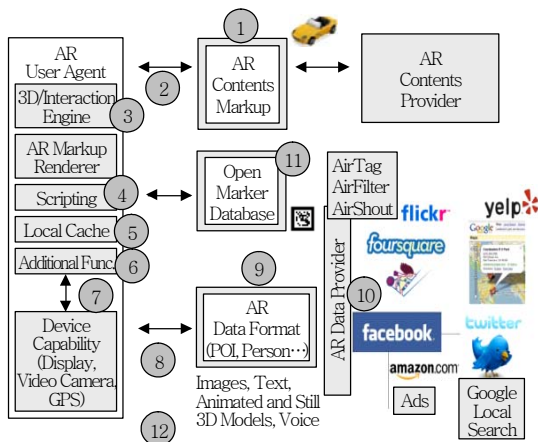 AR
User Agent
3D/Interaction
Engine
3
AR Markup
Renderer
Scripting
4
Local Cache
5
Additional Func.
6
7
Device
Capability
(Display,
Video Camera,
GPS)
2
1
AR
Contents
Markup
AR
Contents
Provider
11
Open
Marker
Database
9
AR
Data Format
(POI, Person…)
8
Images, Text,
Animated and Still
3D Models, Voice
12
AirTag
AirFilter
AirShout
AR Data Provider
10
flickr
yelp
Google
foursquare
facebook
twitter
amazon.com
Ads
Google
Local
Search